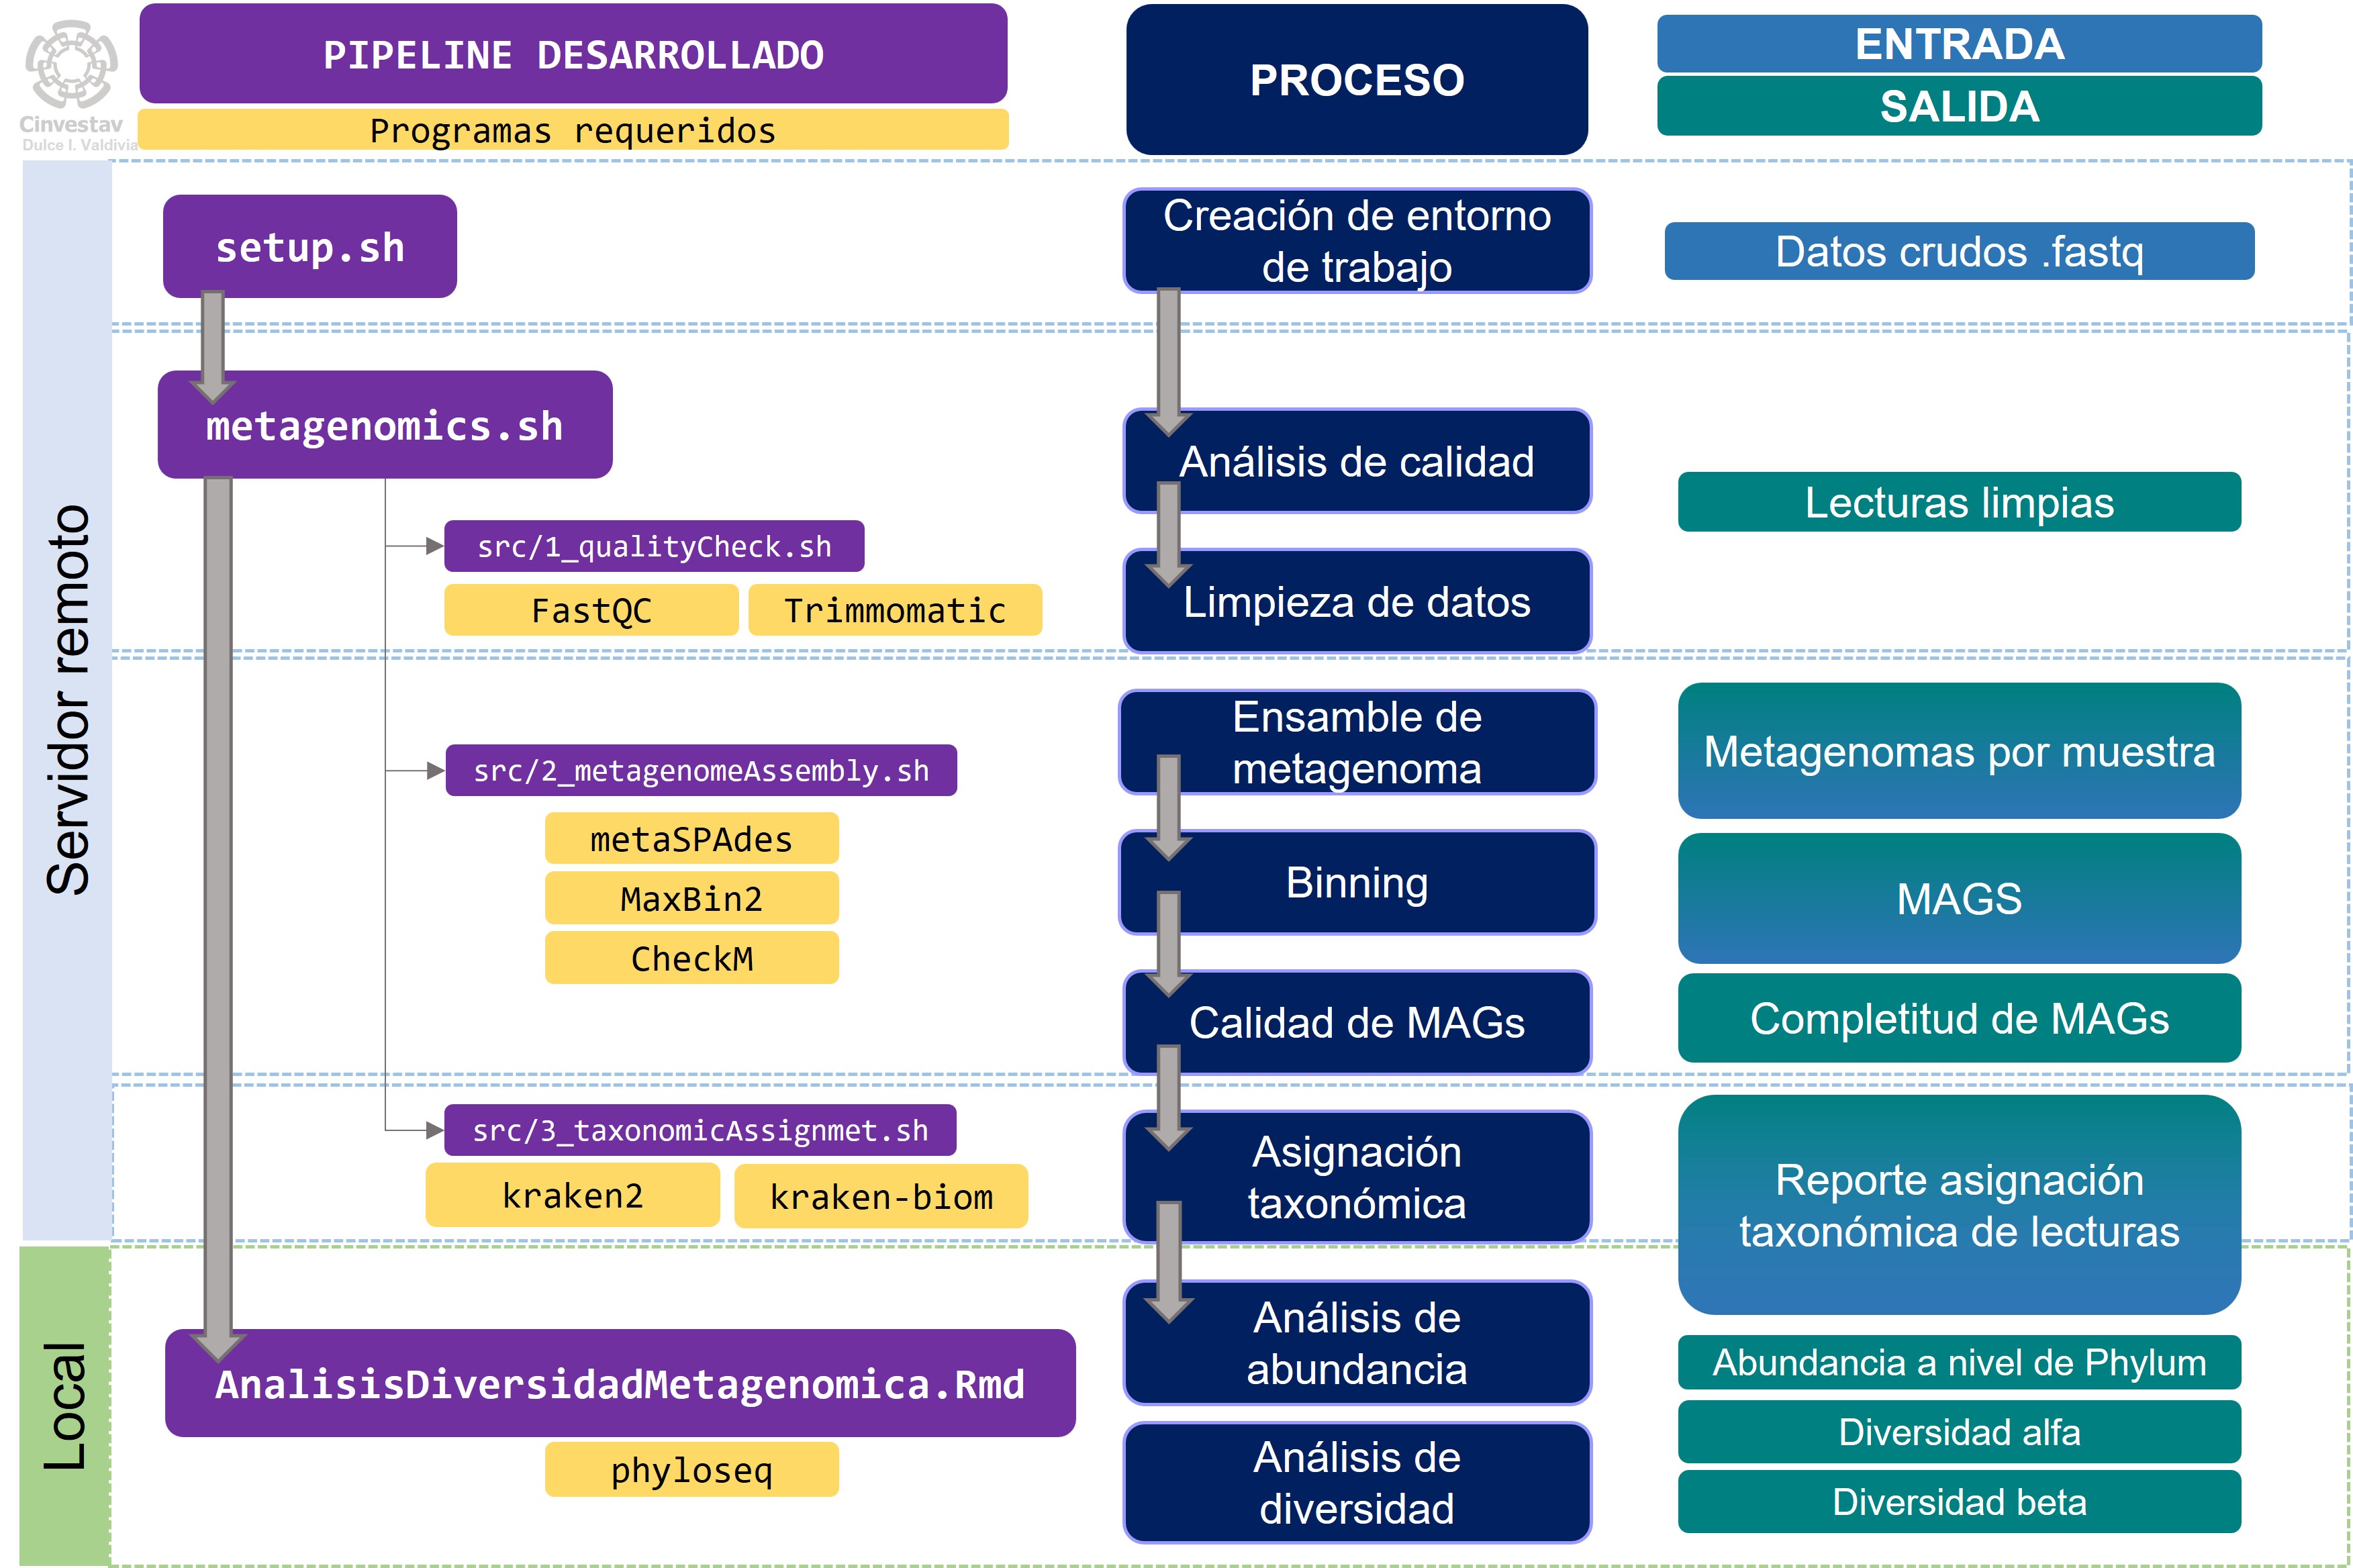 Cinvestav
Dulce I. Valdivia
PIPELINE DESARROLLADO
Programas requeridos
PROCESO
ENTRADA
SALIDA
Servidor remoto
setup.sh
Creación de entorno
de trabajo
Datos crudos .fastq
metagenomics.sh
Análisis de calidad
Lecturas limpias
src/1_qualityCheck.sh
FastQC
Trimmomatic
Limpieza de datos
Ensamble de
metagenoma
Metagenomas por muestra
src/2_metagenomeAssembly.sh
metaSPAdes
MaxBin2
CheckM
Binning
MAGS
Calidad de MAGs
Completitud de MAGs
src/3_taxonomicAssignmet.sh
kraken2
kraken-biom
Asignación
taxonómica
Reporte asignación
taxonómica de lecturas
Local
AnalisisDiversidadMetagenomica.Rmd
phyloseq
Análisis de
abundancia
Abundancia a nivel de Phylum
Análisis de
diversidad
Diversidad alfa
Diversidad beta